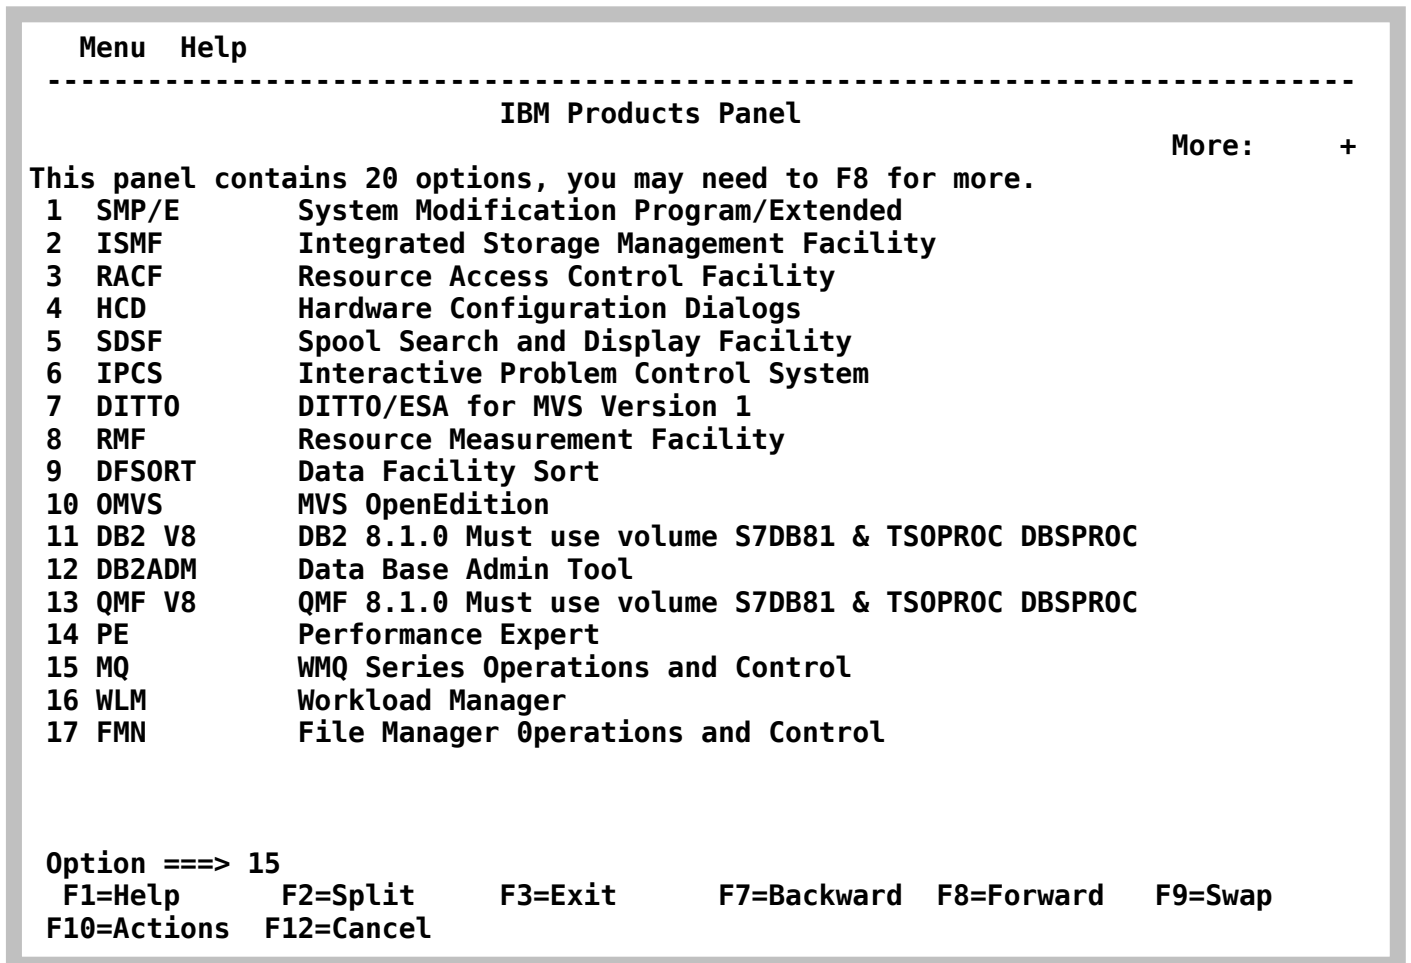 Menu  Help
------------------------------------------------------------------------------
IBM Products Panel
More:     +
This panel contains 20 options, you may need to F8 for more.
1  SMP/E       System Modification Program/Extended
2  ISMF        Integrated Storage Management Facility
3  RACF        Resource Access Control Facility
4  HCD         Hardware Configuration Dialogs
5  SDSF        Spool Search and Display Facility
6  IPCS        Interactive Problem Control System
7  DITTO       DITTO/ESA for MVS Version 1
8  RMF         Resource Measurement Facility
9  DFSORT      Data Facility Sort
10 OMVS        MVS OpenEdition
11 DB2 V8      DB2 8.1.0 Must use volume S7DB81 & TSOPROC DBSPROC
12 DB2ADM      Data Base Admin Tool
13 QMF V8      QMF 8.1.0 Must use volume S7DB81 & TSOPROC DBSPROC
14 PE          Performance Expert
15 MQ          WMQ Series Operations and Control
16 WLM         Workload Manager
17 FMN         File Manager 0perations and Control
Option ===> 15
F1=Help      F2=Split     F3=Exit      F7=Backward  F8=Forward   F9=Swap
F10=Actions  F12=Cancel